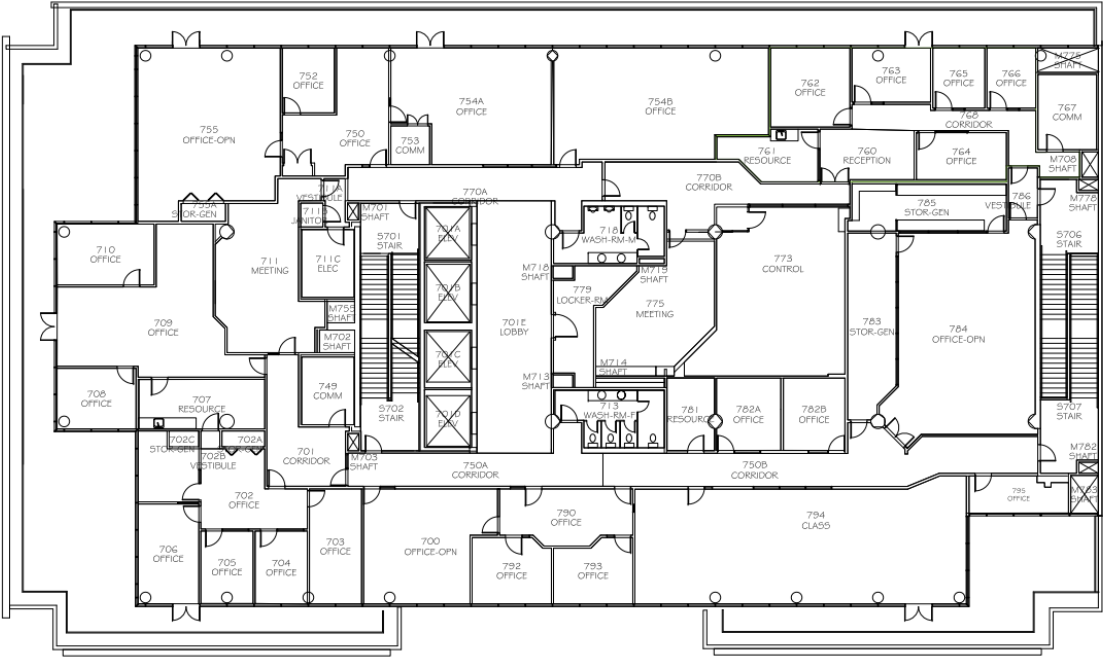 752
OFFICE
755
OFFICE-OPN
750
OFFICE
754A
OFFICE
753
COMM
754B
OFFICE
762
OFFICE
763
OFFICE
765
OFFICE
766
OFFICE
M775
SHAFT
767
COMM
768
CORRIDOR
761
RESOURCE
760
RECEPTION
764
OFFICE
M708
SHAFT
711A
VESTIBULE
770A
CORRIDOR
770B
CORRIDOR
785
STOR-GEN
786
VESTIBULE
M778
SHAFT
755A
STOR-GEN
711B
JANITOR
M701
SHAFT
S701
STAIR
701A
ELEV
718
WASH-RM-M
710
OFFICE
711
MEETING
711C
ELEC
773
CONTROL
S706
STAIR
M718
SHAFT
M719
SHAFT
701B
ELEV
779
LOCKER-RM
775
MEETING
M755
SHAFT
709
OFFICE
701E
LOBBY
783
STOR-GEN
784
OFFICE-OPN
M702
SHAFT
701C
ELEV
M714
SHAFT
M713
SHAFT
708
OFFICE
707
RESOURCE
749
COMM
S702
STAIR
701D
ELEV
713
WASH-RM-F
781
RESOURCE
782A
OFFICE
782B
OFFICE
S707
STAIR
702C
STOR-GEN
702A
STOR-GEN
702B
VESTIBULE
701
CORRIDOR
M703
SHAFT
750A
CORRIDOR
750B
CORRIDOR
M782
SHAFT
702
OFFICE
795
OFFICE
M783
SHAFT
790
OFFICE
794
CLASS
706
OFFICE
705
OFFICE
704
OFFICE
703
OFFICE
700
OFFICE-OPN
792
OFFICE
793
OFFICE